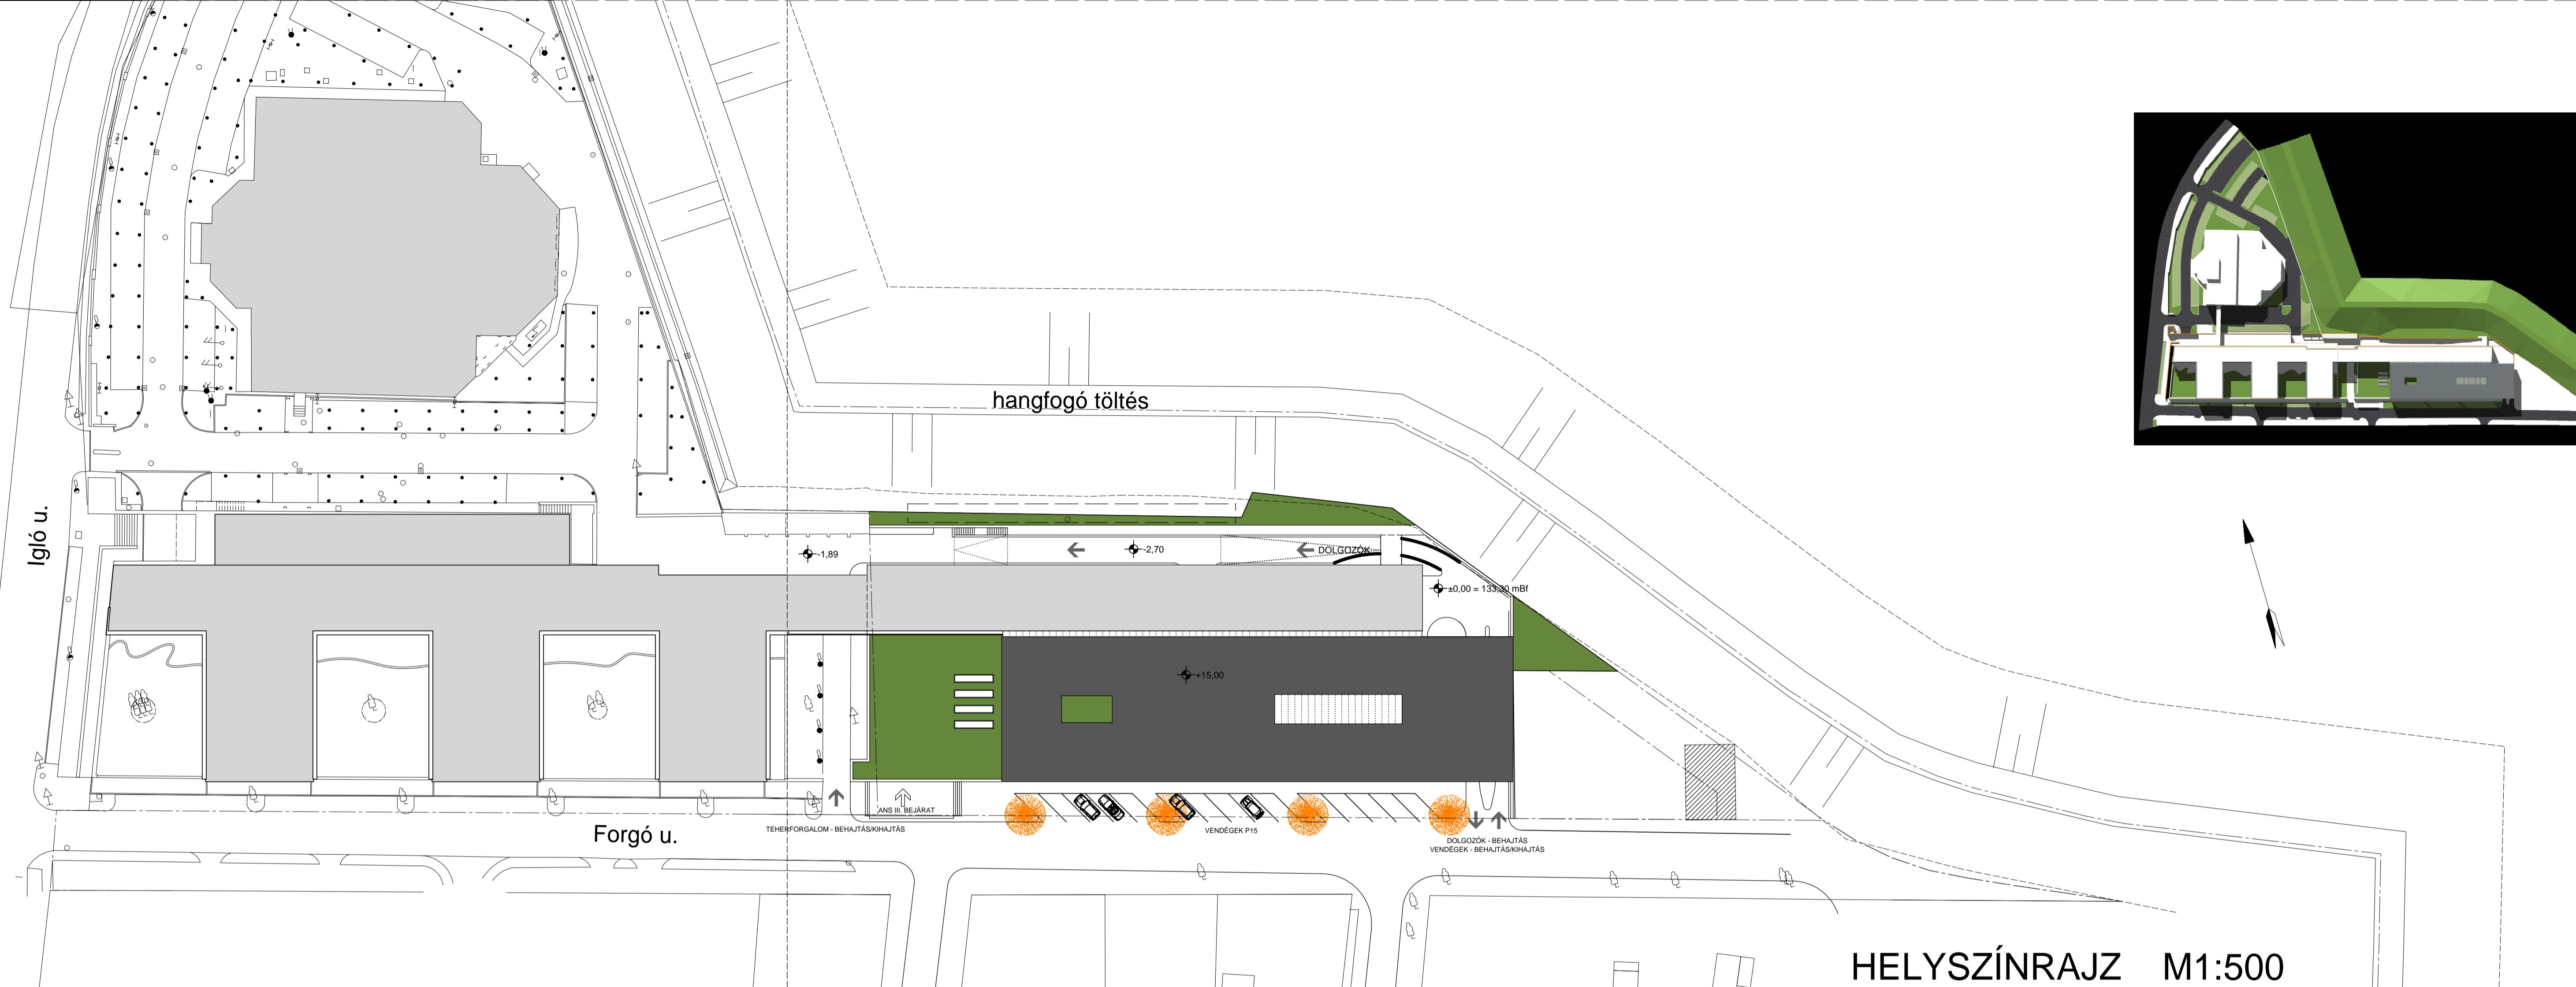 hangfogó töltés
Igló u.
-1,89
-2,70
DOLGOZÓK
±0,00 = 133,30 mBf
+15,00
ANS III. BEJÁRAT
TEHERFORGALOM - BEHAJTÁS/KIHAJTÁS
Forgó u.
VENDÉGEK P15
DOLGOZÓK - BEHAJTÁS
VENDÉGEK - BEHAJTÁS/KIHAJTÁS
HELYSZÍNRAJZ M1:500